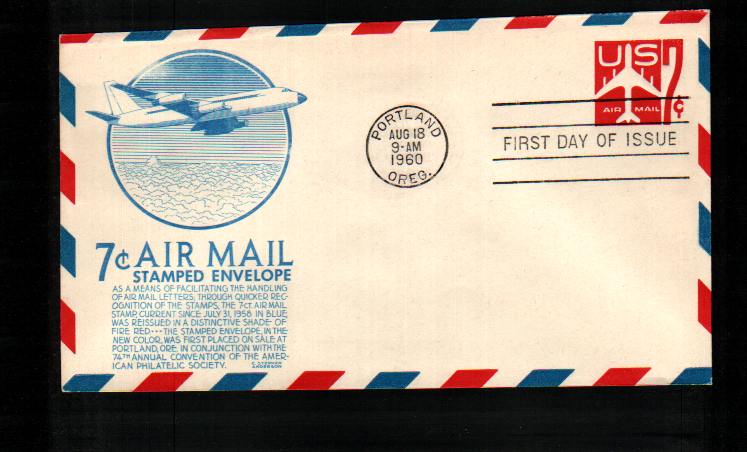 US 7¢
AIR MAIL
PORTLAND
AUG 18
9-AM
1960
OREG.
FIRST DAY OF ISSUE
7¢ AIR MAIL
STAMPED ENVELOPE
AS A MEANS OF FACILITATING THE HANDLING
OF AIR MAIL LETTERS, THROUGH QUICKER REC-
OGNITION OF THE STAMPS, THE 7CT. AIR MAIL
STAMP, CURRENT SINCE JULY 31, 1958 IN BLUE,
WAS REISSUED IN A DISTINCTIVE SHADE OF
FIRE RED---THE STAMPED ENVELOPE, IN THE
NEW COLOR, WAS FIRST PLACED ON SALE AT
PORTLAND, ORE. IN CONJUNCTION WITH THE
74TH ANNUAL CONVENTION OF THE AMER-
ICAN PHILATELIC SOCIETY.
C. STEPHEN
ANDERSON